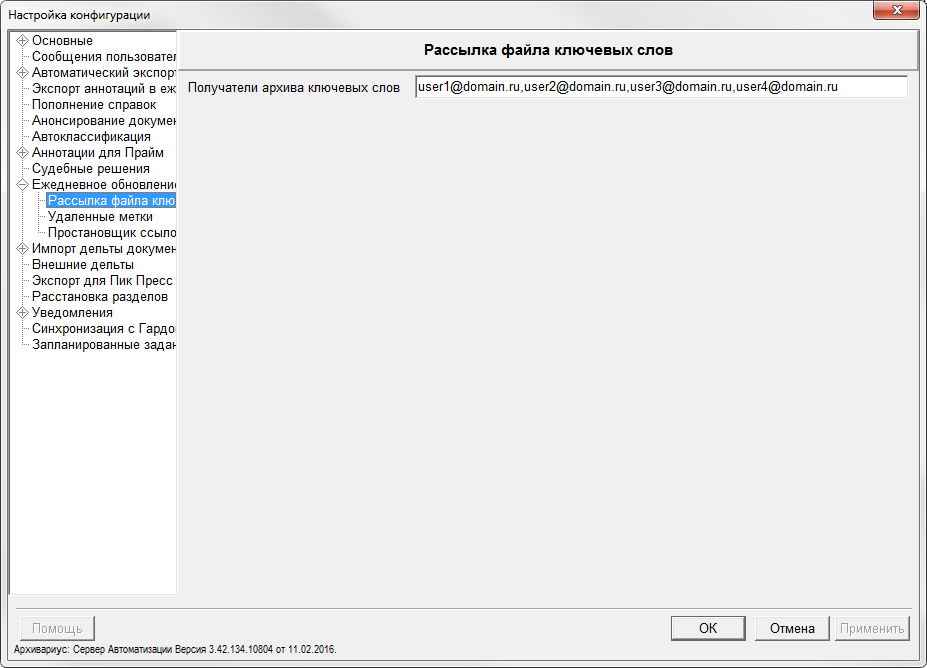 Настройка конфигурации
Основные
Сообщения пользовател
Автоматический экспорт
Экспорт аннотаций в еж
Пополнение справок
Анонсирование докумен
Автоклассификация
Аннотации для Прайм
Судебные решения
Ежедневное обновление
Рассылка файла клю
Удаленные метки
Простановщик ссыло
Импорт дельты докумен
Внешние дельты
Экспорт для Пик Пресс
Расстановка разделов
Уведомления
Синхронизация с Гардо
Запланированные задан
Рассылка файла ключевых слов
Получатели архива ключевых слов user1@domain.ru,user2@domain.ru,user3@domain.ru,user4@domain.ru
Помощь OK Отмена Применить
Архивариус: Сервер Автоматизации Версия 3.42.134.10804 от 11.02.2016.